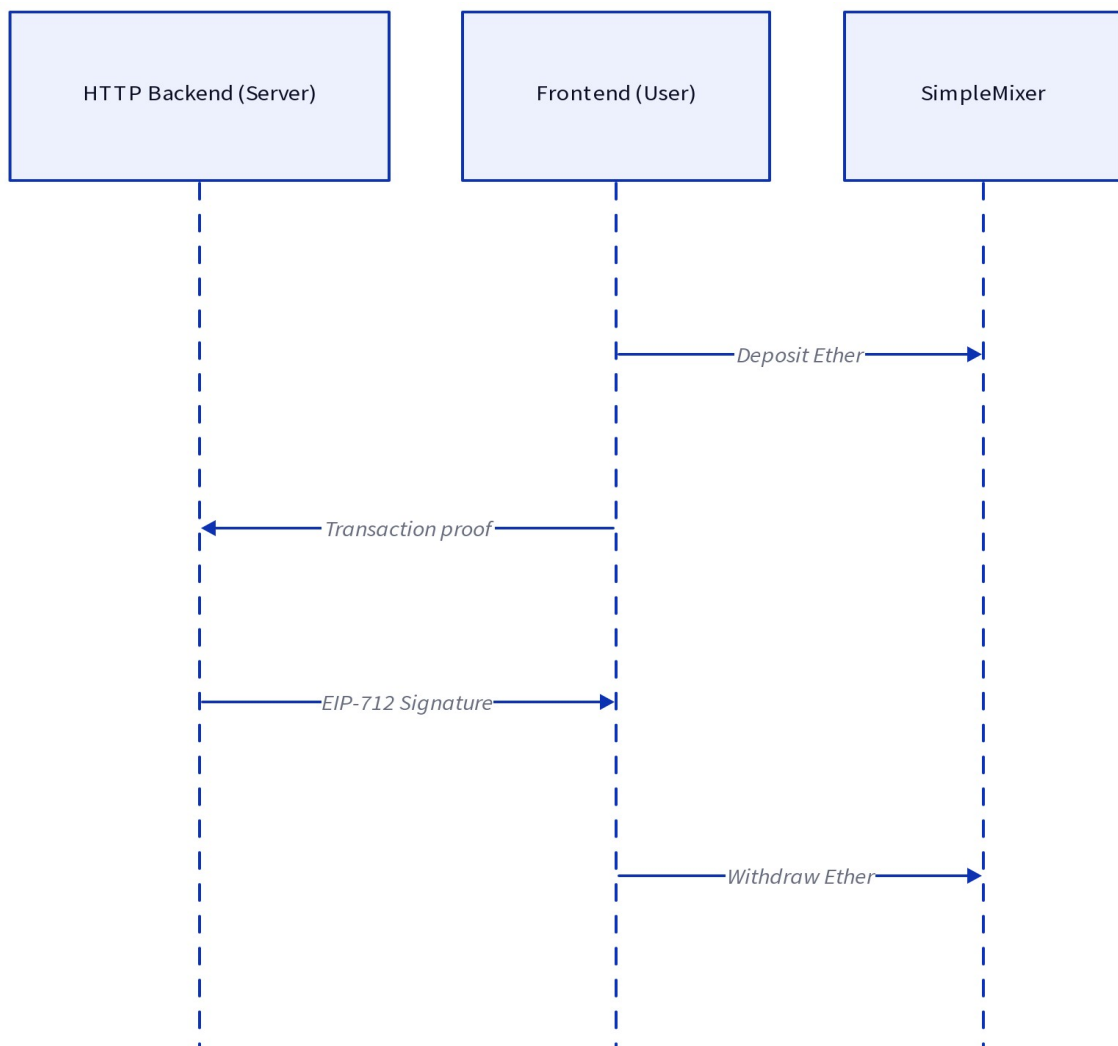 HTTP Backend (Server)
Frontend (User)
SimpleMixer
Deposit Ether
Transaction proof
EIP-712 Signature
Withdraw Ether